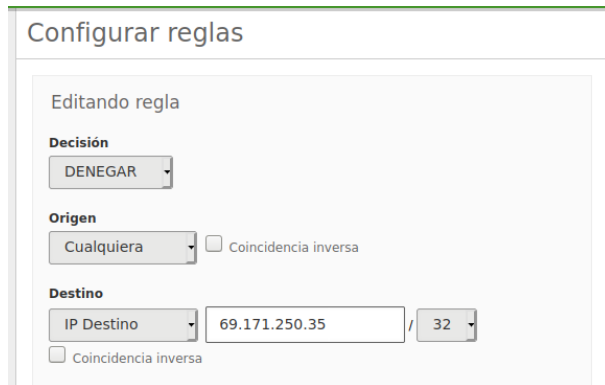 Configurar reglas
Editando regla
Decisión
DENEGAR
Origen
Cualquiera Coincidencia inversa
Destino
IP Destino 69.171.250.35 / 32
Coincidencia inversa